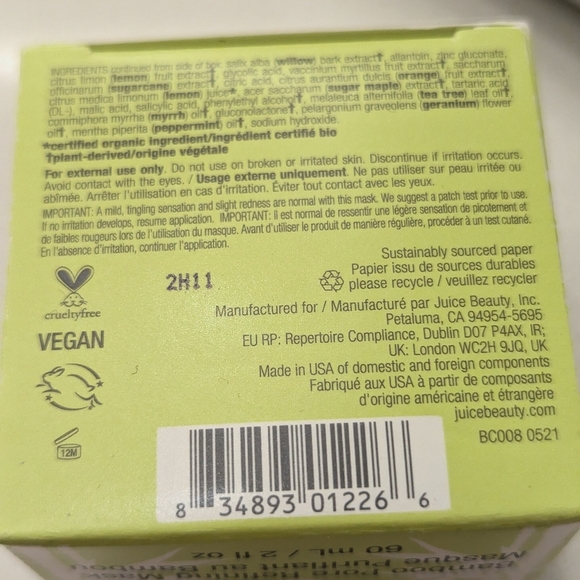 INGREDIENTS continued from side of box: salix alba (willow) bark extract†, allantoin, zinc gluconate,
citrus limon (lemon) fruit extract†, glycolic acid, vaccinium myrtillus fruit extract†, saccharum
officinarum (sugarcane) extract†, citric acid, citrus aurantium dulcis (orange) fruit extract†,
citrus medica limonum (lemon) juice*, acer saccharum (sugar maple) extract†, tartaric acid
(DL-), malic acid, salicylic acid, phenylethyl alcohol†, melaleuca alternifolia (tea tree) leaf oil†,
commiphora myrrha (myrrh) oil†, gluconolactone†, pelargonium graveolens (geranium) flower
oil†, mentha piperita (peppermint) oil†, sodium hydroxide.
*certified organic ingredient/ingrédient certifié bio
†plant-derived/origine végétale
For external use only. Do not use on broken or irritated skin. Discontinue if irritation occurs.
Avoid contact with the eyes. / Usage externe uniquement. Ne pas utiliser sur peau irritée ou
abîmée. Arrêter l'utilisation en cas d'irritation. Éviter tout contact avec les yeux.
IMPORTANT: A mild, tingling sensation and slight redness are normal with this mask. We suggest a patch test prior to use.
If no irritation develops, resume application. IMPORTANT: Il est normal de ressentir une légère sensation de picotement et
de faibles rougeurs lors de l'utilisation du masque. Avant d'utiliser le produit de manière régulière, procéder à un test cutané.
En l'absence d'irritation, continuer l'application.
crueltyfree
VEGAN
12M
2H11
Sustainably sourced paper
Papier issu de sources durables
please recycle / veuillez recycler
Manufactured for / Manufacturé par Juice Beauty, Inc.
Petaluma, CA 94954-5695
EU RP: Repertoire Compliance, Dublin D07 P4AX, IR;
UK: London WC2H 9JQ, UK
Made in USA of domestic and foreign components
Fabriqué aux USA à partir de composants
d'origine américaine et étrangère
juicebeauty.com
BC008 0521
8 34893 01226 6
60 mL / 2 fl oz
Masque Purifiant au Bambou
Bamboo Pore Refining Mask